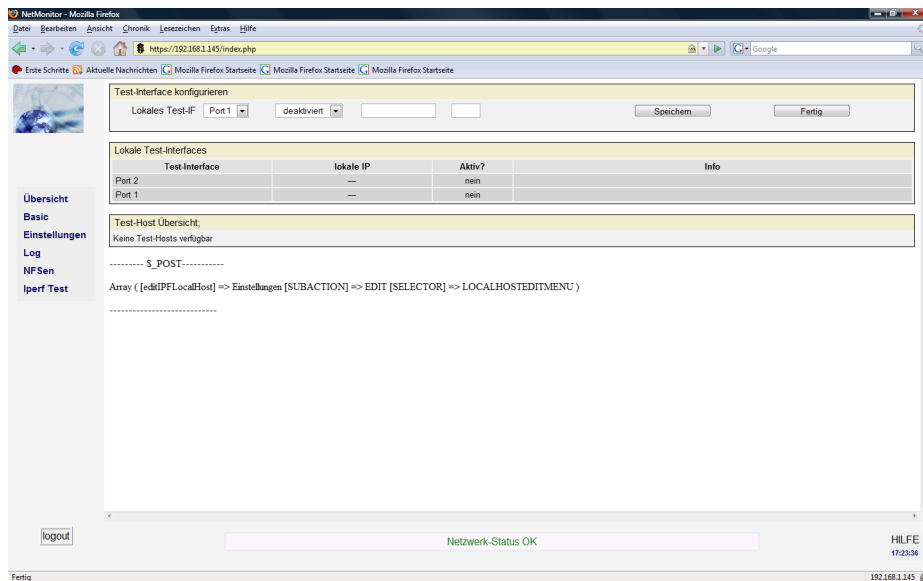 NetMonitor - Mozilla Firefox
Datei Bearbeiten Ansicht Chronik Lesezeichen Extras Hilfe
https://192.168.1.145/index.php
G Google
Erste Schritte Aktuelle Nachrichten Mozilla Firefox Startseite Mozilla Firefox Startseite Mozilla Firefox Startseite
Test-Interface konfigurieren
Lokales Test-IF Port 1 deaktiviert Speichern Fertig
Lokale Test-Interfaces
Test-Interface lokale IP Aktiv? Info
Port 2 --- nein
Port 1 --- nein
Übersicht
Basic
Einstellungen
Log
NFSen
Iperf Test
Test-Host Übersicht;
Keine Test-Hosts verfügbar
--------- $_POST-----------
Array ( [editIPFLocalHost] => Einstellungen [SUBACTION] => EDIT [SELECTOR] => LOCALHOSTEDITMENU )
----------------------------
logout
Netzwerk-Status OK
HILFE
17:23:36
Fertig 192.168.1.145